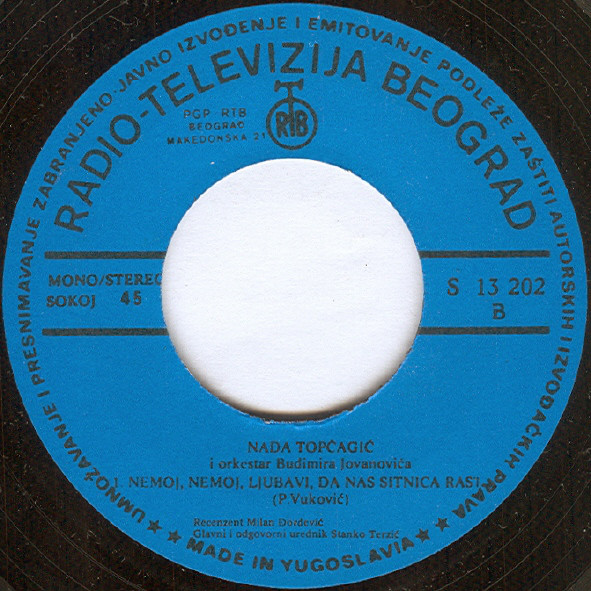 UMNOŽAVANJE I PRESNIMAVANJE ZABRANJENO·JAVNO IZVOĐENJE I EMITOVANJE PODLEŽE ZAŠTITI AUTORSKIH I IZVOĐAČKIH PRAVA
RADIO-TELEVIZIJA BEOGRAD
PGP RTB
BEOGRAD
MAKEDONSKA 21
RTB
MONO/STEREO
SOKOJ 45
S 13 202
B
NADA TOPČAGIĆ
i orkestar Budimira Jovanovića
1. NEMOJ, NEMOJ, LJUBAVI, DA NAS SITNICA
(P.Vuković)
Recenzent Milan Đorđević
Glavni i odgovorni urednik Stanko Terzić
★★ MADE IN YUGOSLAVIA ★★